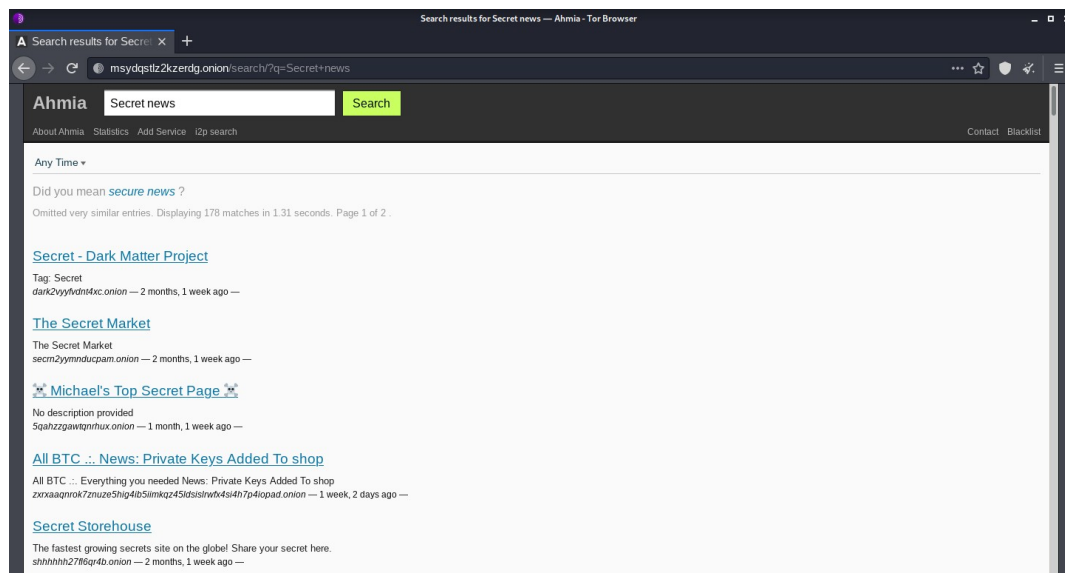 Search results for Secret news — Ahmia - Tor Browser
A Search results for Secre
msydqstlz2kzerdg.onion/search/?q=Secret+news
Ahmia Secret news Search
About Ahmia Statistics Add Service i2p search Contact Blacklist
Any Time
Did you mean secure news ?
Omitted very similar entries. Displaying 178 matches in 1.31 seconds. Page 1 of 2 .
Secret - Dark Matter Project
Tag: Secret
dark2vyyfvdnt4xc.onion — 2 months, 1 week ago —
The Secret Market
The Secret Market
secrn2yymnducpam.onion — 2 months, 1 week ago —
☠ Michael's Top Secret Page ☠
No description provided
5qahzzgawtqnrhux.onion — 1 month, 1 week ago —
All BTC .:. News: Private Keys Added To shop
All BTC .:. Everything you needed News: Private Keys Added To shop
zxrxaaqnrok7znuze5hig4ib5iimkqz45ldsislrwfx4si4h7p4iopad.onion — 1 week, 2 days ago —
Secret Storehouse
The fastest growing secrets site on the globe! Share your secret here.
shhhhhh27fl6qr4b.onion — 2 months, 1 week ago —